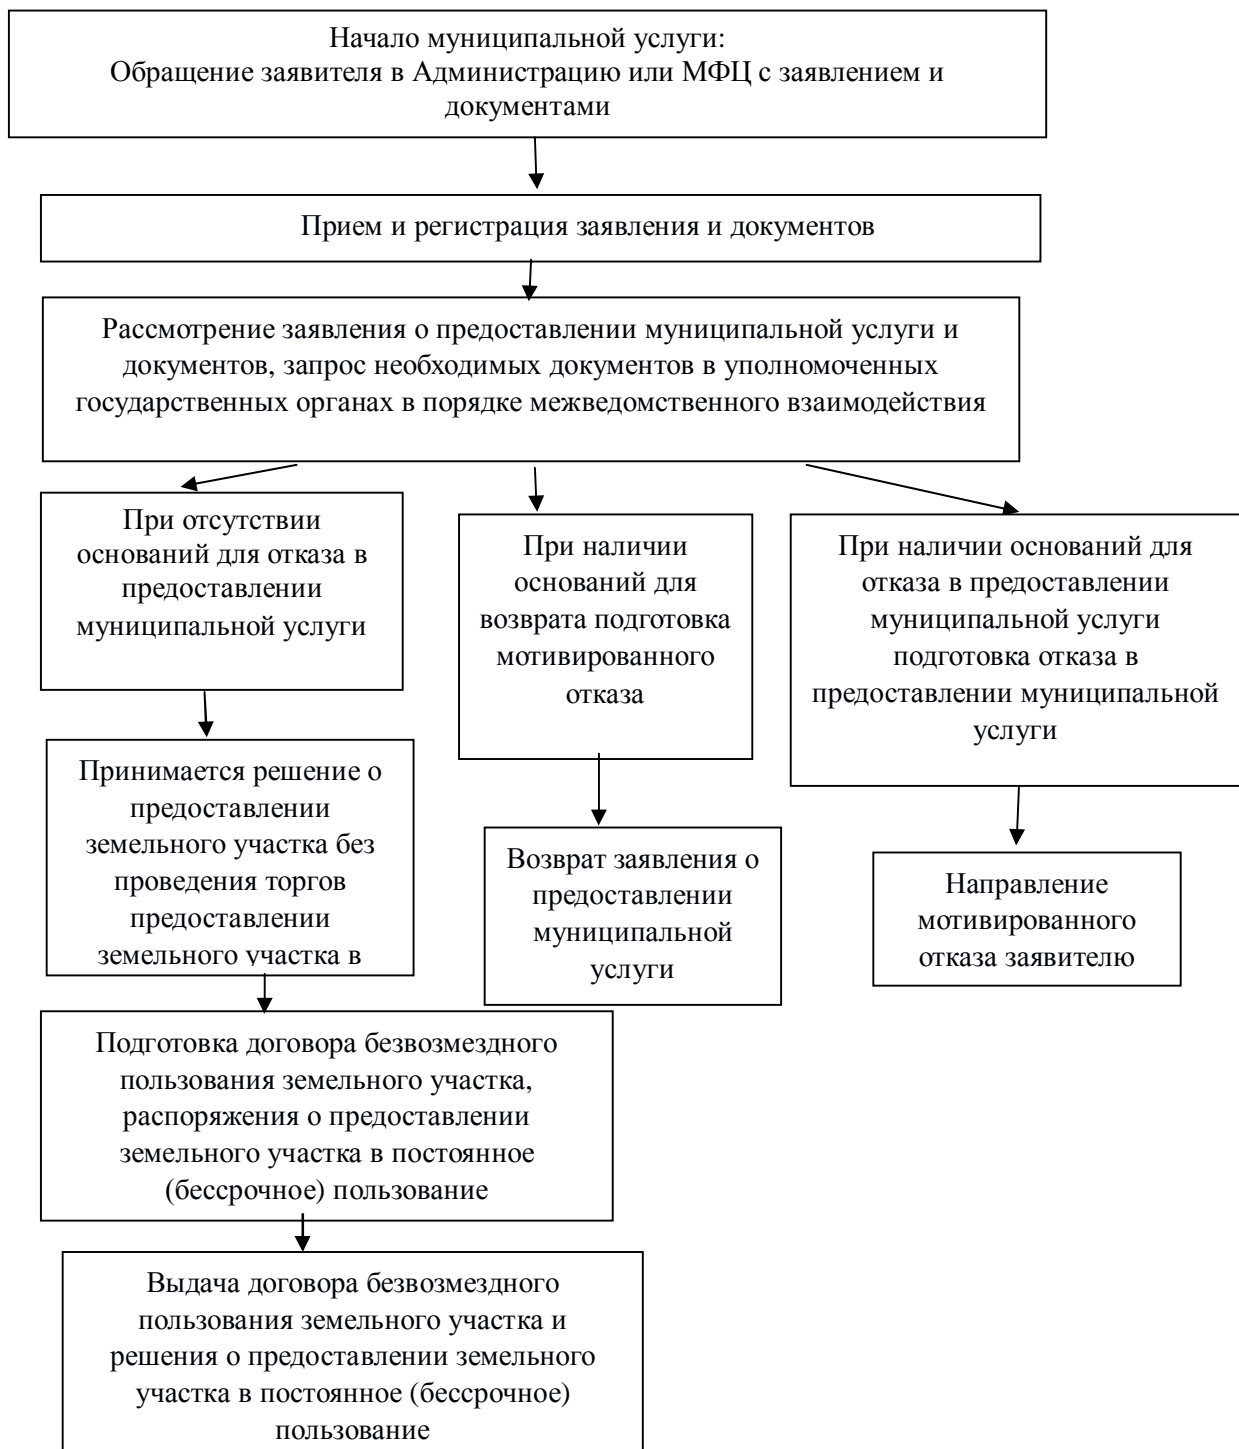 Начало муниципальной услуги:
Обращение заявителя в Администрацию или МФЦ с заявлением и
документами
Прием и регистрация заявления и документов
Рассмотрение заявления о предоставлении муниципальной услуги и
документов, запрос необходимых документов в уполномоченных
государственных органах в порядке межведомственного взаимодействия
При отсутствии
оснований для отказа в
предоставлении
муниципальной услуги
При наличии
оснований для
возврата подготовка
мотивированного
отказа
При наличии оснований для
отказа в предоставлении
муниципальной услуги
подготовка отказа в
предоставлении муниципальной
услуги
Принимается решение о
предоставлении
земельного участка без
проведения торгов
предоставлении
земельного участка в
Возврат заявления о
предоставлении
муниципальной
услуги
Направление
мотивированного
отказа заявителю
Подготовка договора безвозмездного
пользования земельного участка,
распоряжения о предоставлении
земельного участка в постоянное
(бессрочное) пользование
Выдача договора безвозмездного
пользования земельного участка и
решения о предоставлении земельного
участка в постоянное (бессрочное)
пользование